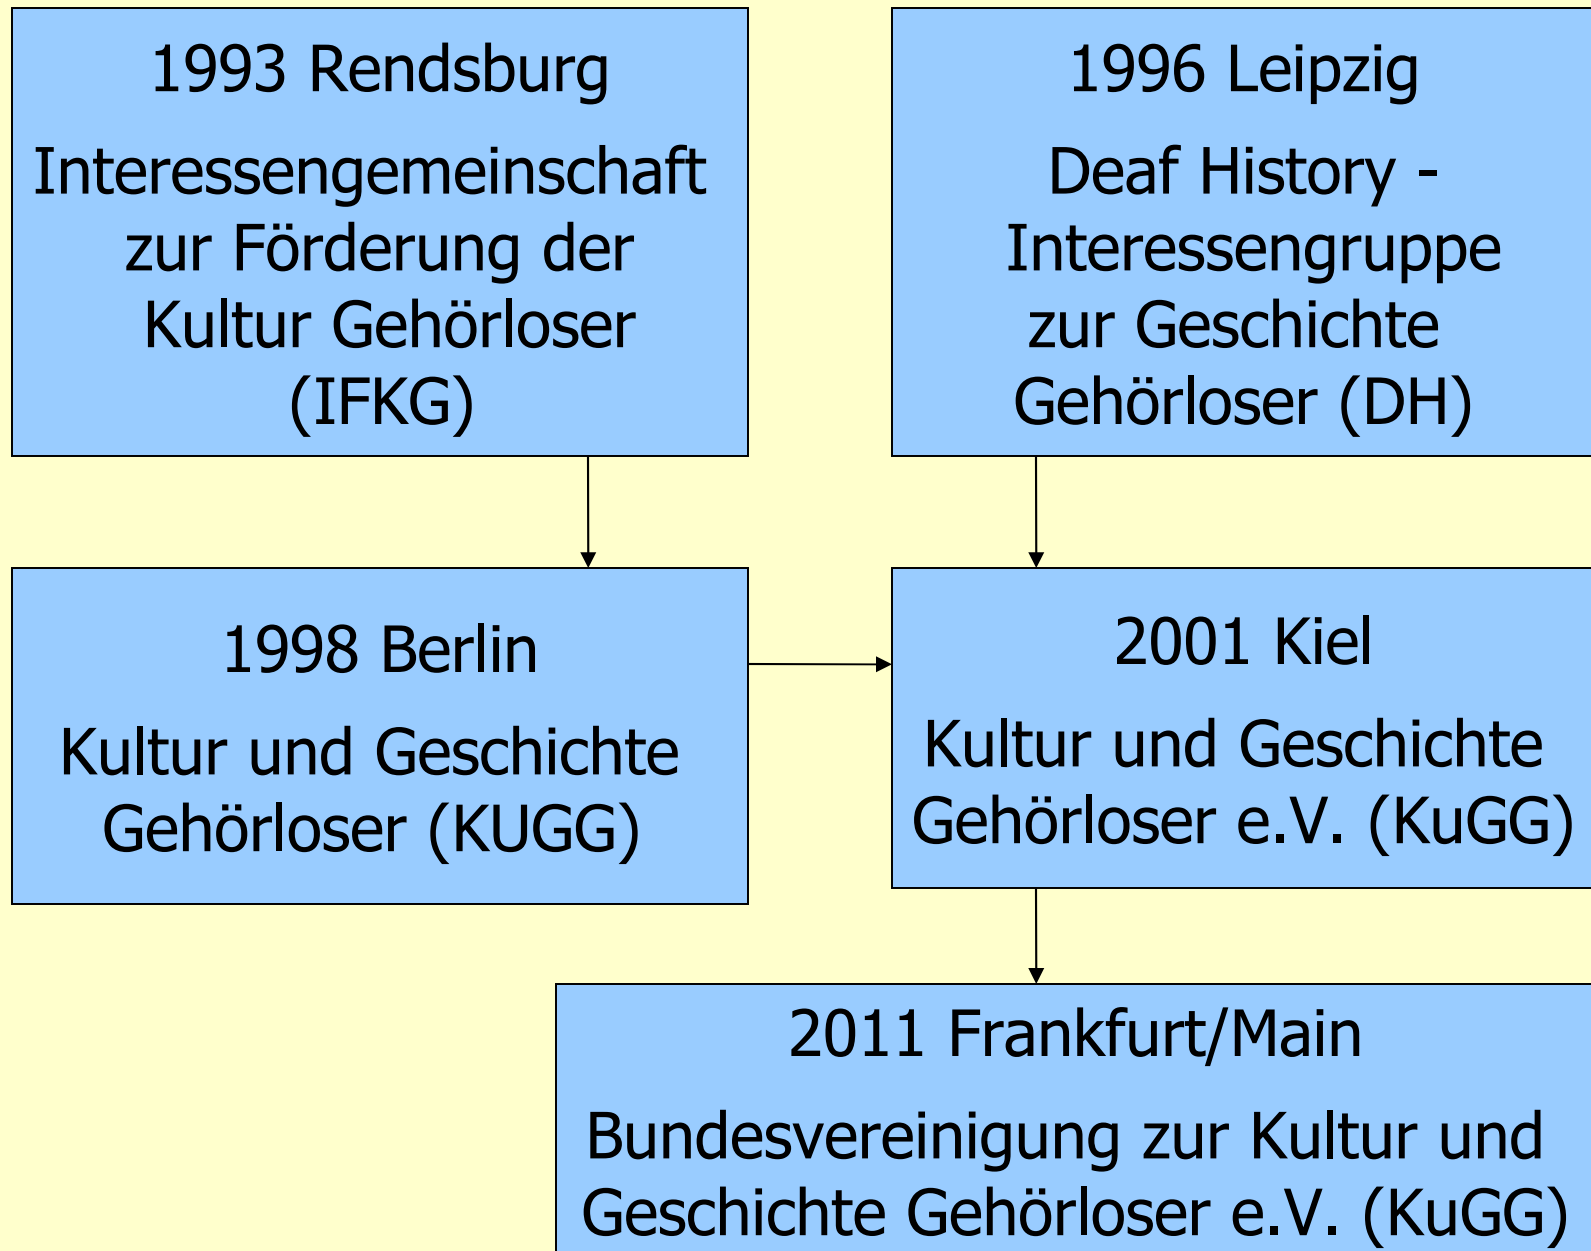 1993 Rendsburg
Interessengemeinschaft
zur Förderung der
Kultur Gehörloser
(IFKG)
1996 Leipzig
Deaf History -
Interessengruppe
zur Geschichte
Gehörloser (DH)
1998 Berlin
Kultur und Geschichte
Gehörloser (KUGG)
2001 Kiel
Kultur und Geschichte
Gehörloser e.V. (KuGG)
2011 Frankfurt/Main
Bundesvereinigung zur Kultur und
Geschichte Gehörloser e.V. (KuGG)